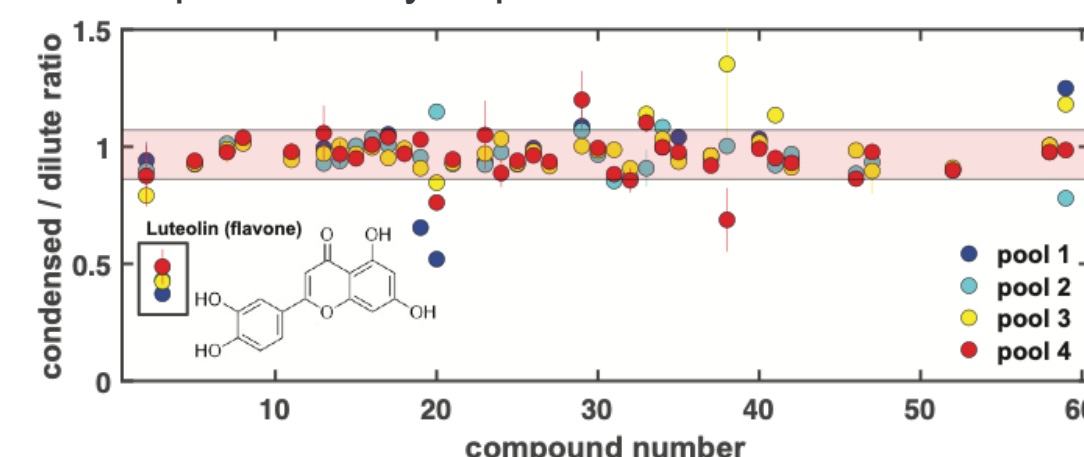 1.5
1
0.5
0
condensed / dilute ratio
Luteolin (flavone)
O
OH
HO
HO
O
OH
pool 1
pool 2
pool 3
pool 4
10
20
30
40
50
compound number